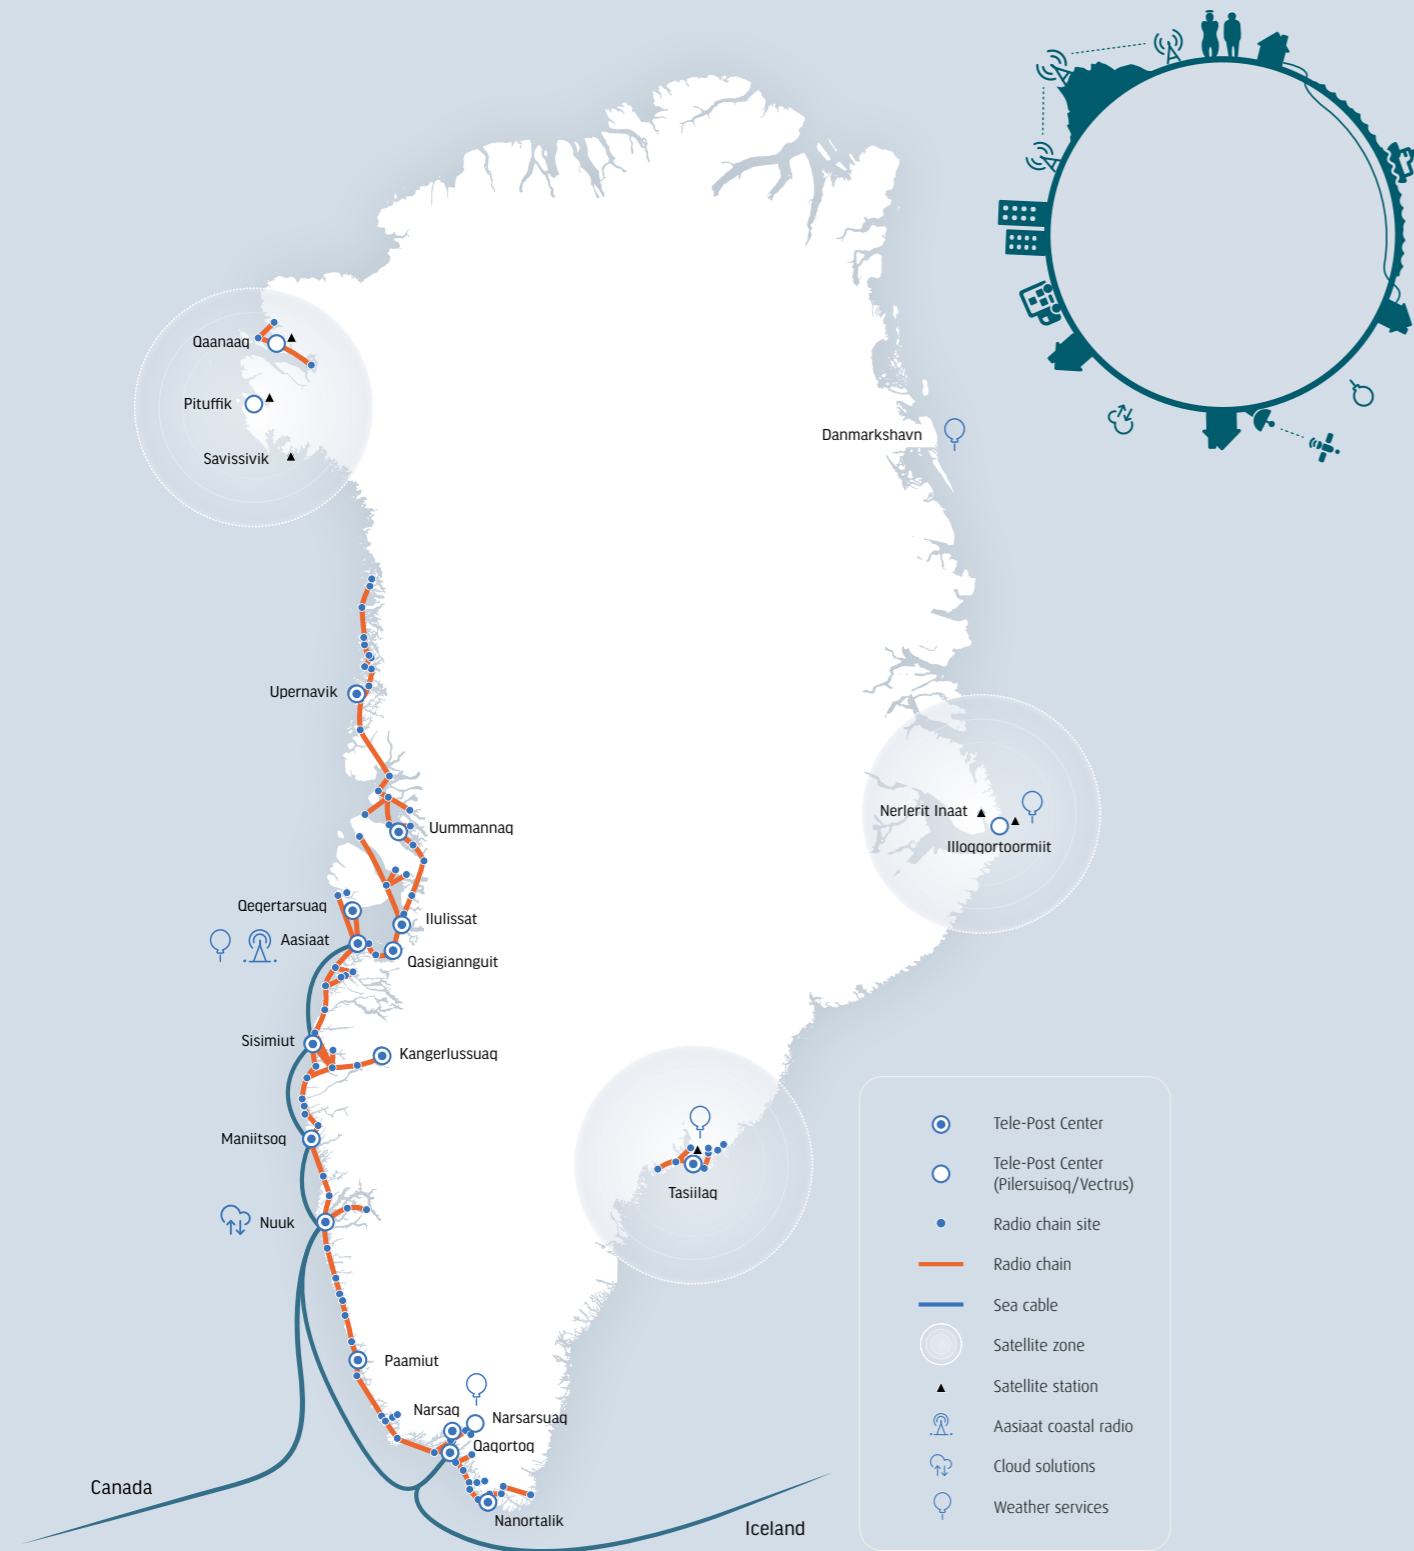 Qaanaaq
Pituffik
Savissivik
Danmarkshavn
Upernavik
Nerlerit Inaat
Uummannaq
Illoqqortoormiit
Qeqertarsuaq
Ilulissat
Aasiaat
Qasigiannguit
Sisimiut
Kangerlussuaq
Maniitsoq
Tasiilaq
Nuuk
Paamiut
Narsaq
Narsarsuaq
Qaqortoq
Canada
Nanortalik
Iceland
Tele-Post Center
Tele-Post Center
(Pilersuisoq/Vectrus)
Radio chain site
Radio chain
Sea cable
Satellite zone
Satellite station
Aasiaat coastal radio
Cloud solutions
Weather services